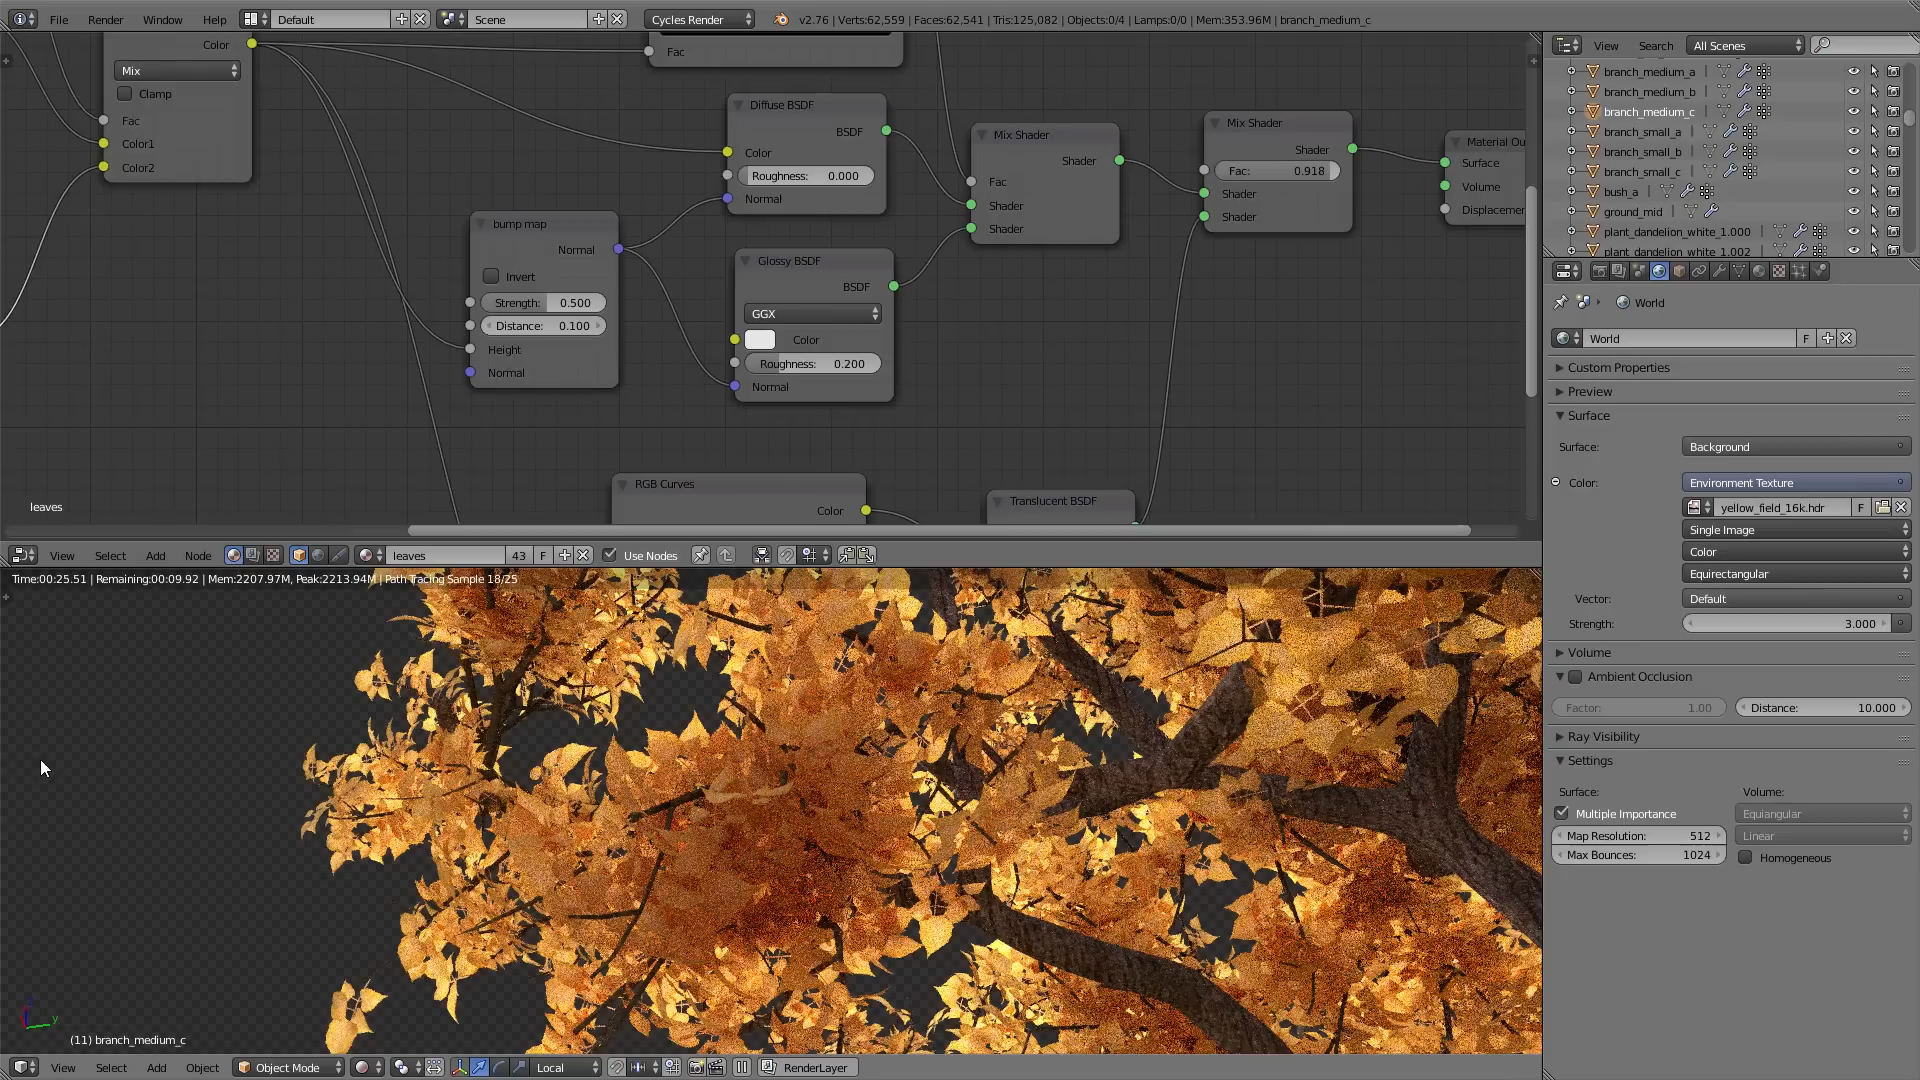 File Render Window Help Default Scene Cycles Render v2.76 | Verts:62,559 | Faces:62,541 | Tris:125,082 | Objects:0/4 | Lamps:0/0 | Mem:353.96M | branch_medium_c
Color
Mix
Clamp
Fac
Color1
Color2
Fac
Diffuse BSDF
BSDF
Color
Roughness: 0.000
Normal
bump map
Normal
Invert
Strength: 0.500
Distance: 0.100
Height
Normal
Glossy BSDF
BSDF
GGX
Color
Roughness: 0.200
Normal
Mix Shader
Shader
Fac
Shader
Shader
Mix Shader
Shader
Fac: 0.918
Shader
Shader
Material Ou
Surface
Volume
Displacemen
RGB Curves
Color
Translucent BSDF
leaves
View Select Add Node leaves 43 F Use Nodes
Time:00:25.51 | Remaining:00:09.92 | Mem:2207.97M, Peak:2213.94M | Path Tracing Sample 18/25
z
y
(11) branch_medium_c
View Select Add Object Object Mode Local RenderLayer
View Search All Scenes
branch_medium_a
branch_medium_b
branch_medium_c
branch_small_a
branch_small_b
branch_small_c
bush_a
ground_mid
plant_dandelion_white_1.000
plant_dandelion_white_1.002
World
World F
Custom Properties
Preview
Surface
Surface: Background
Color: Environment Texture
yellow_field_16k.hdr F
Single Image
Color
Equirectangular
Vector: Default
Strength: 3.000
Volume
Ambient Occlusion
Factor: 1.00 Distance: 10.000
Ray Visibility
Settings
Surface: Volume:
Multiple Importance Equiangular
Map Resolution: 512 Linear
Max Bounces: 1024 Homogeneous